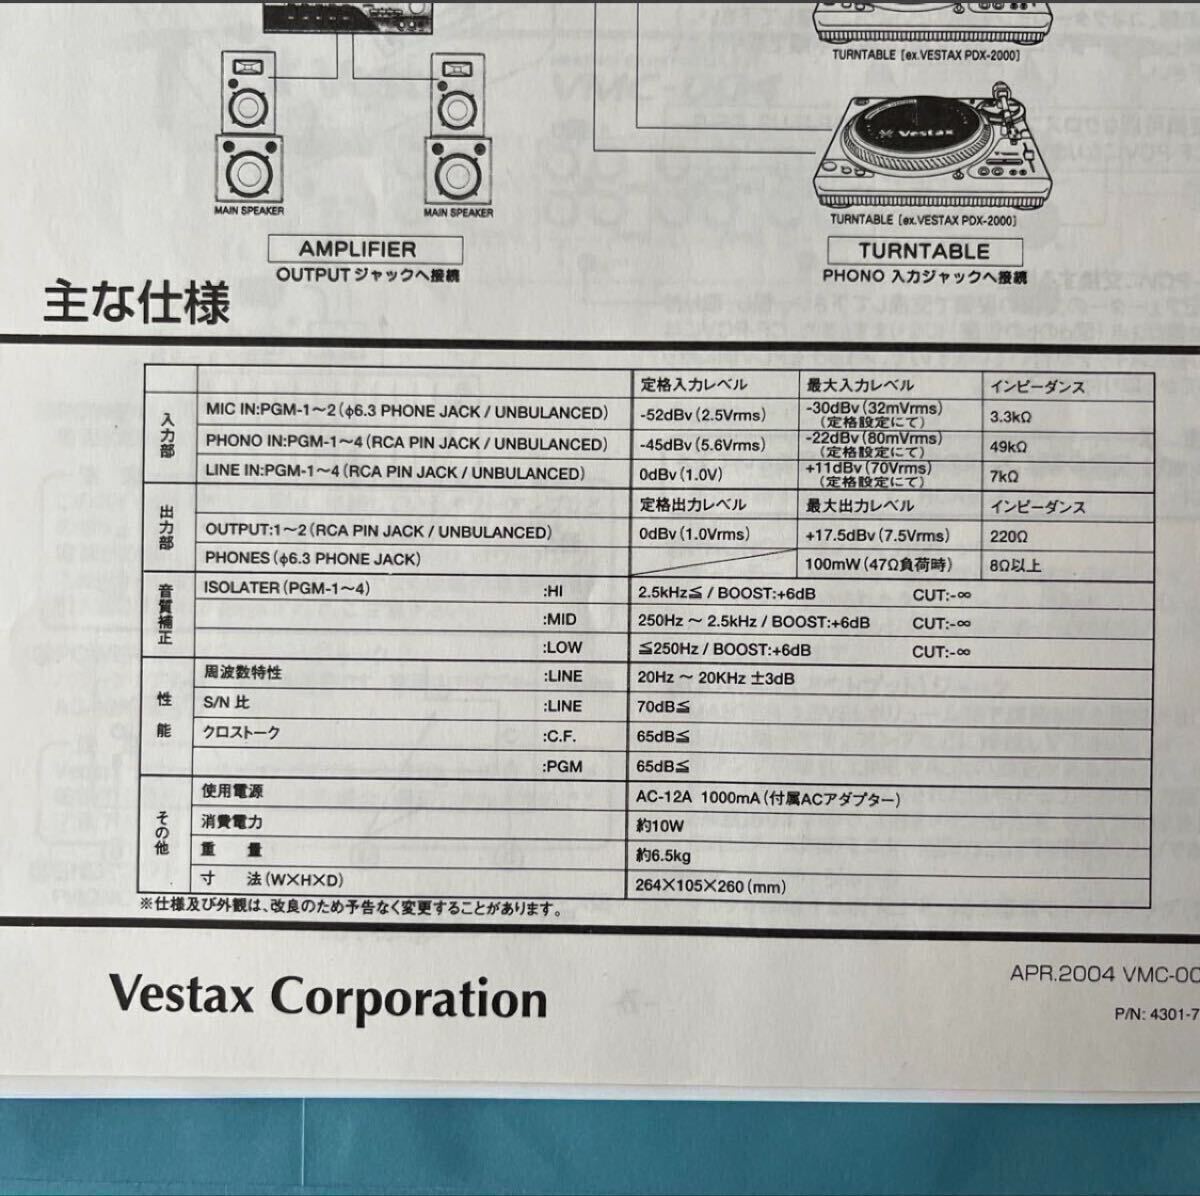 TURNTABLE [ex.VESTAX PDX-2000]
Vestax
MAIN SPEAKER
MAIN SPEAKER
TURNTABLE [ex.VESTAX PDX-2000]
AMPLIFIER
OUTPUTジャックへ接続
TURNTABLE
PHONO 入力ジャックへ接続
主な仕様
定格入力レベル 最大入力レベル インピーダンス
入力部
MIC IN:PGM-1～2(φ6.3 PHONE JACK / UNBULANCED) -52dBv(2.5Vrms) -30dBv(32mVrms) (定格設定にて) 3.3kΩ
PHONO IN:PGM-1～4(RCA PIN JACK / UNBULANCED) -45dBv(5.6Vrms) -22dBv(80mVrms) (定格設定にて) 49kΩ
LINE IN:PGM-1～4(RCA PIN JACK / UNBULANCED) 0dBv(1.0V) +11dBv(70Vrms) (定格設定にて) 7kΩ
出力部
定格出力レベル 最大出力レベル インピーダンス
OUTPUT:1～2(RCA PIN JACK / UNBULANCED) 0dBv(1.0Vrms) +17.5dBv(7.5Vrms) 220Ω
PHONES(φ6.3 PHONE JACK) 100mW(47Ω負荷時) 8Ω以上
音質補正
ISOLATER(PGM-1～4) :HI 2.5kHz≦ / BOOST:+6dB CUT:-∞
:MID 250Hz ～ 2.5kHz / BOOST:+6dB CUT:-∞
:LOW ≦250Hz / BOOST:+6dB CUT:-∞
性能
周波数特性 :LINE 20Hz ～ 20KHz ±3dB
S/N 比 :LINE 70dB≦
クロストーク :C.F. 65dB≦
:PGM 65dB≦
その他
使用電源 AC-12A 1000mA(付属ACアダプター)
消費電力 約10W
重 量 約6.5kg
寸 法(W×H×D) 264×105×260(mm)
※仕様及び外観は、改良のため予告なく変更することがあります。
Vestax Corporation
APR.2004 VMC-00
P/N: 4301-7